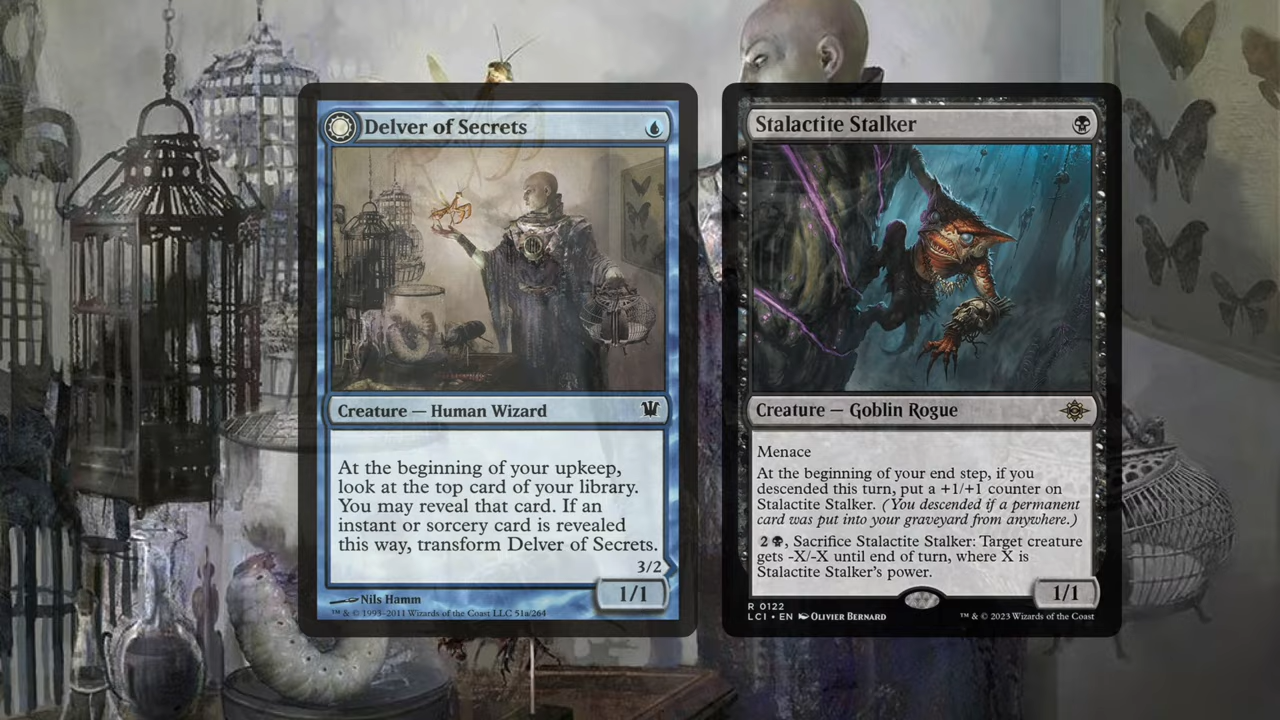 Delver of Secrets
Creature — Human Wizard
At the beginning of your upkeep,
look at the top card of your library.
You may reveal that card. If an
instant or sorcery card is revealed
this way, transform Delver of Secrets.
3/2
1/1
Nils Hamm
™ & © 1993–2011 Wizards of the Coast LLC 51a/264
Stalactite Stalker
Creature — Goblin Rogue
Menace
At the beginning of your end step, if you
descended this turn, put a +1/+1 counter on
Stalactite Stalker. (You descended if a permanent
card was put into your graveyard from anywhere.)
2, Sacrifice Stalactite Stalker: Target creature
gets -X/-X until end of turn, where X is
Stalactite Stalker's power.
1/1
R 0122
LCI • EN Olivier Bernard
™ & © 2023 Wizards of the Coast